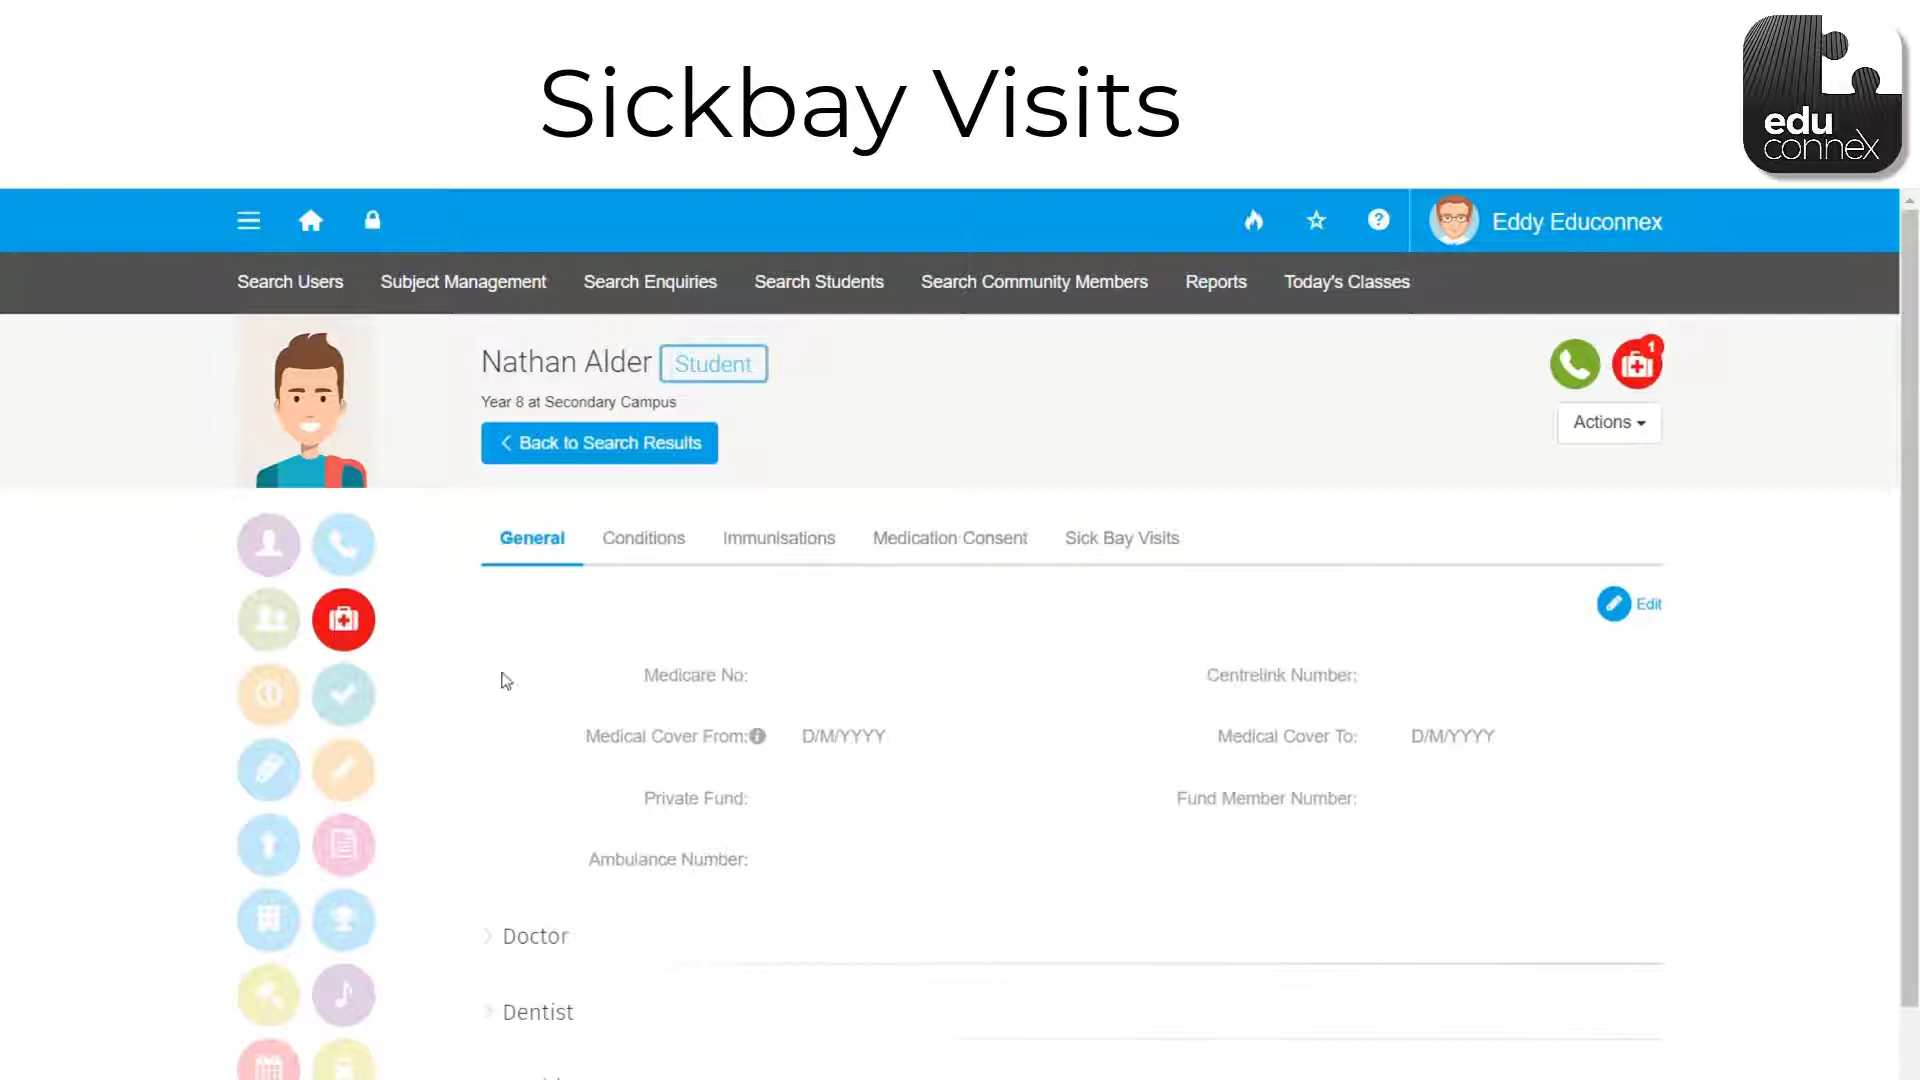 Sickbay Visits
edu
connex
Eddy Educonnex
Search Users Subject Management Search Enquiries Search Students Search Community Members Reports Today's Classes
Nathan Alder Student
1
Year 8 at Secondary Campus
Actions
Back to Search Results
General Conditions Immunisations Medication Consent Sick Bay Visits
Edit
Medicare No: Centrelink Number:
Medical Cover From: D/M/YYYY Medical Cover To: D/M/YYYY
Private Fund: Fund Member Number:
Ambulance Number:
Doctor
Dentist